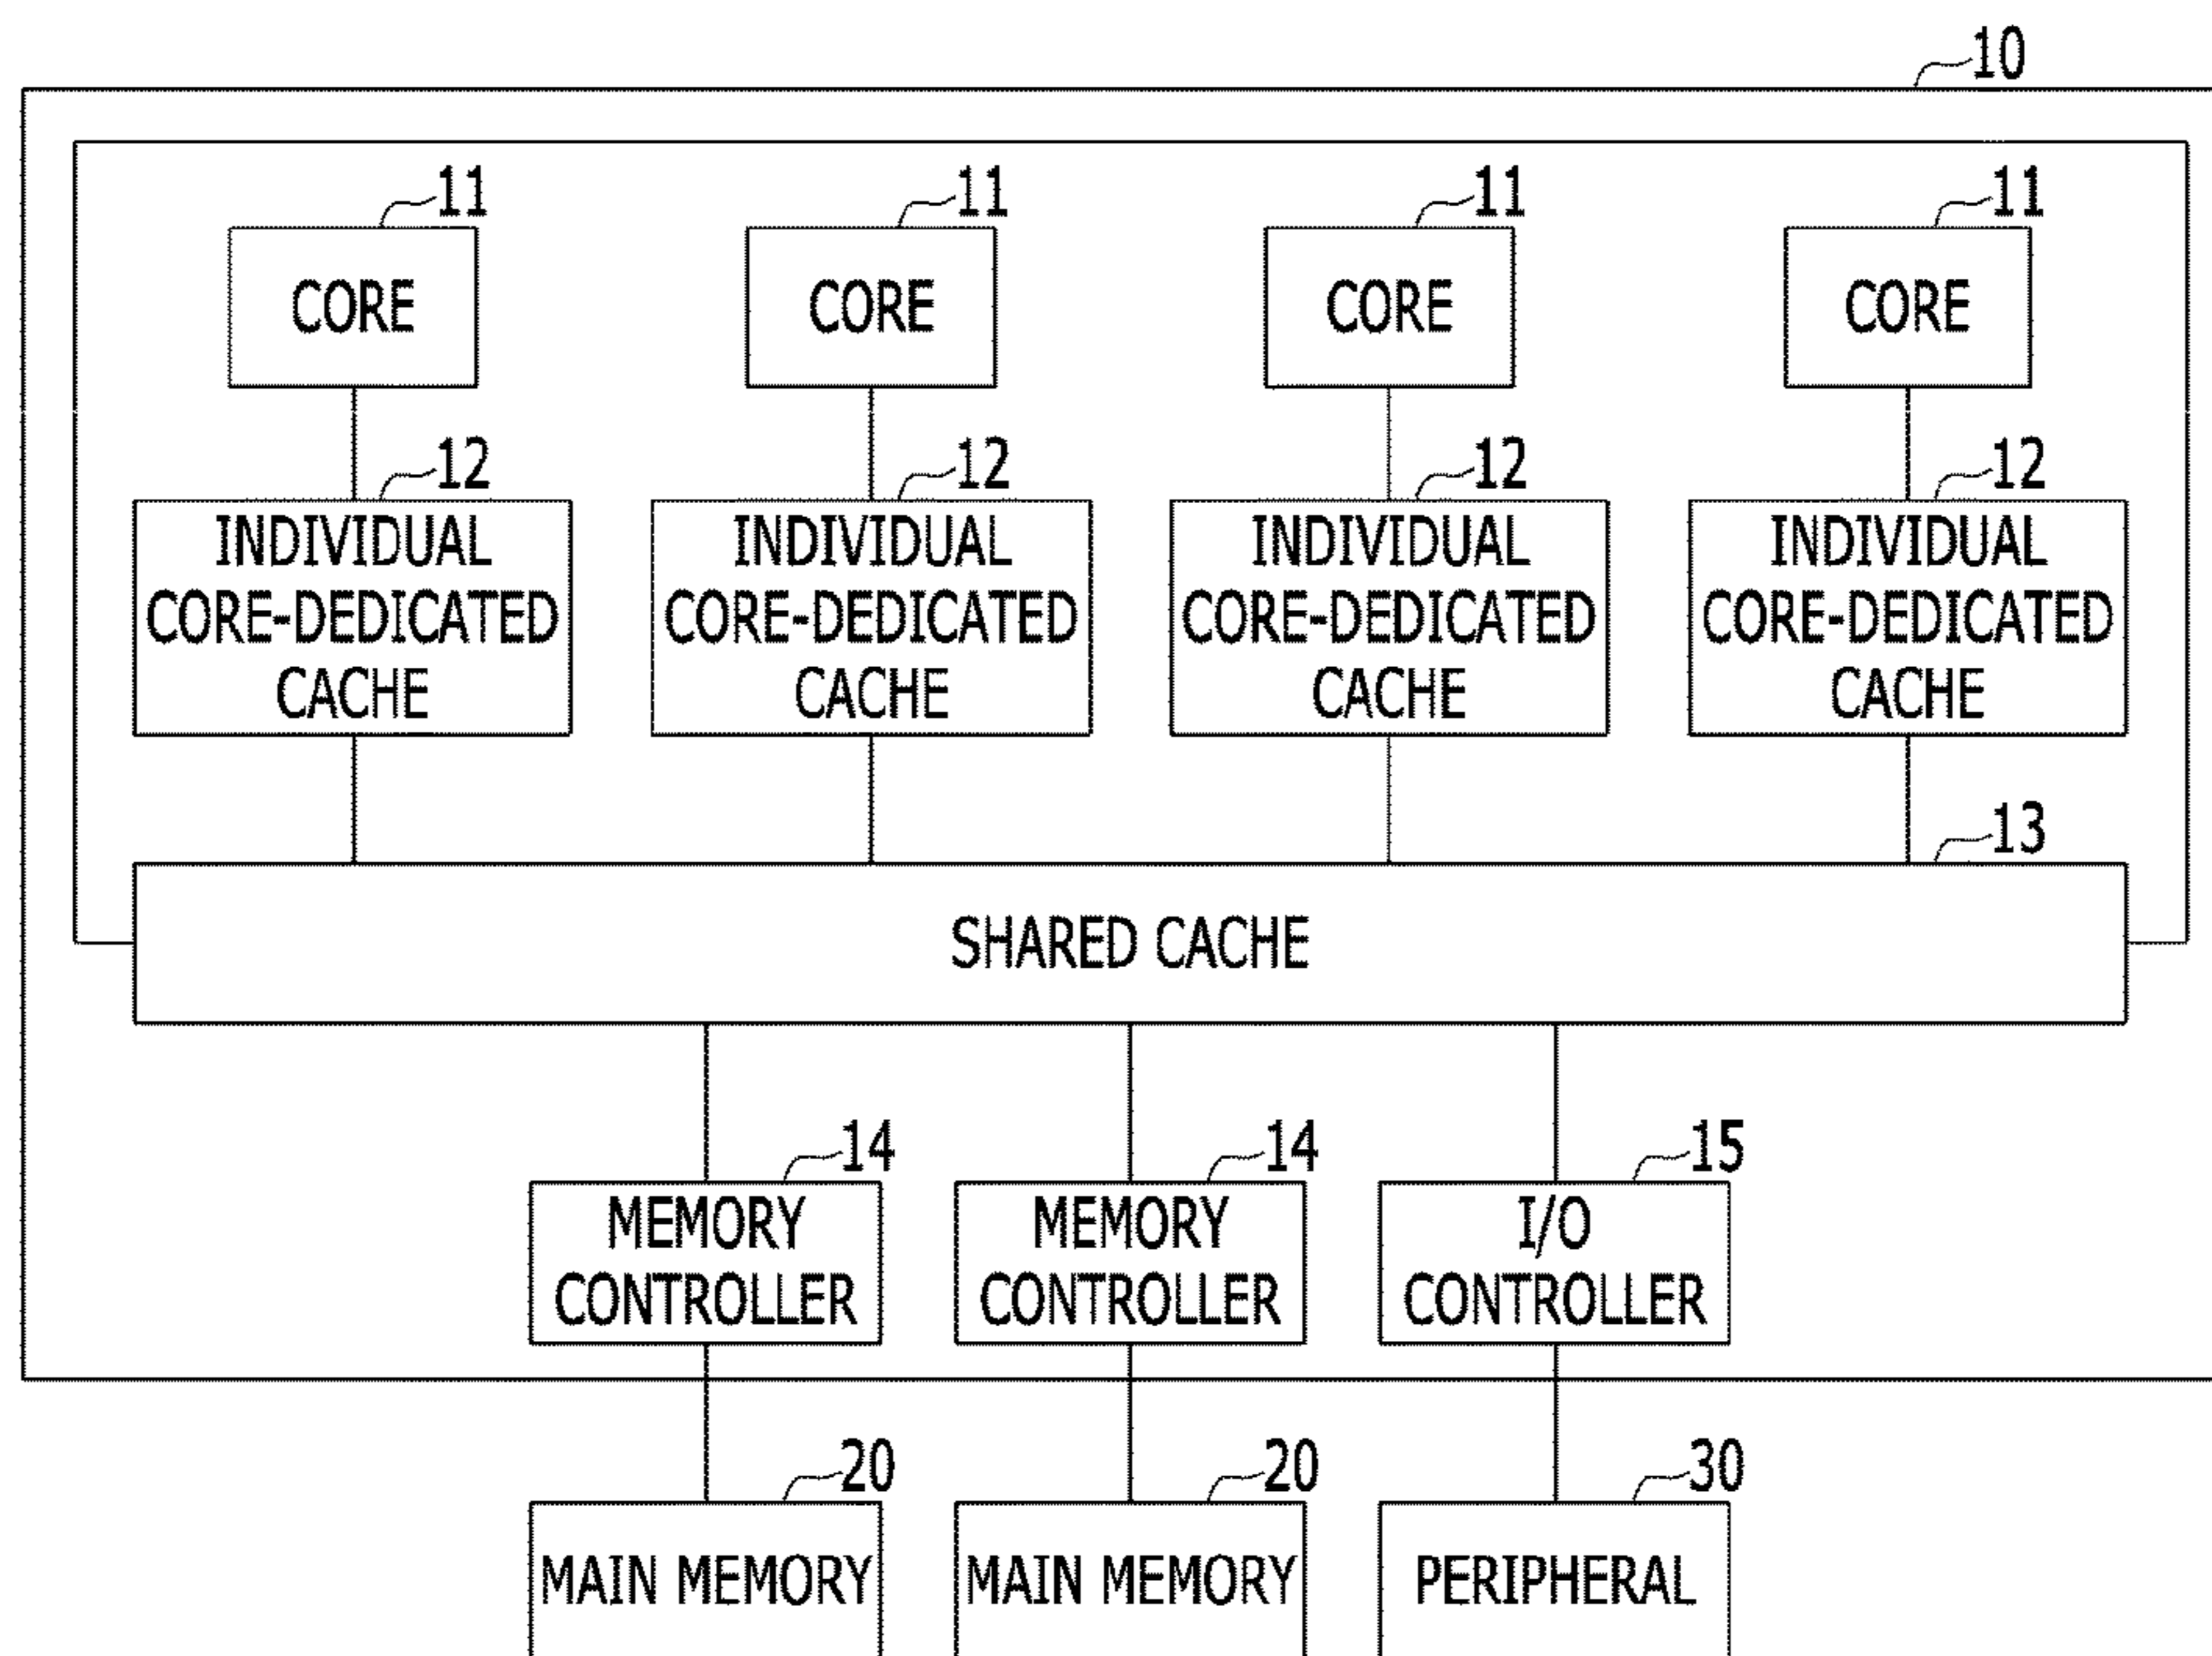 10
11 11 11 11
CORE CORE CORE CORE
12 12 12 12
INDIVIDUAL INDIVIDUAL INDIVIDUAL INDIVIDUAL
CORE-DEDICATED CORE-DEDICATED CORE-DEDICATED CORE-DEDICATED
CACHE CACHE CACHE CACHE
13
SHARED CACHE
14 14 15
MEMORY MEMORY I/O
CONTROLLER CONTROLLER CONTROLLER
20 20 30
MAIN MEMORY MAIN MEMORY PERIPHERAL